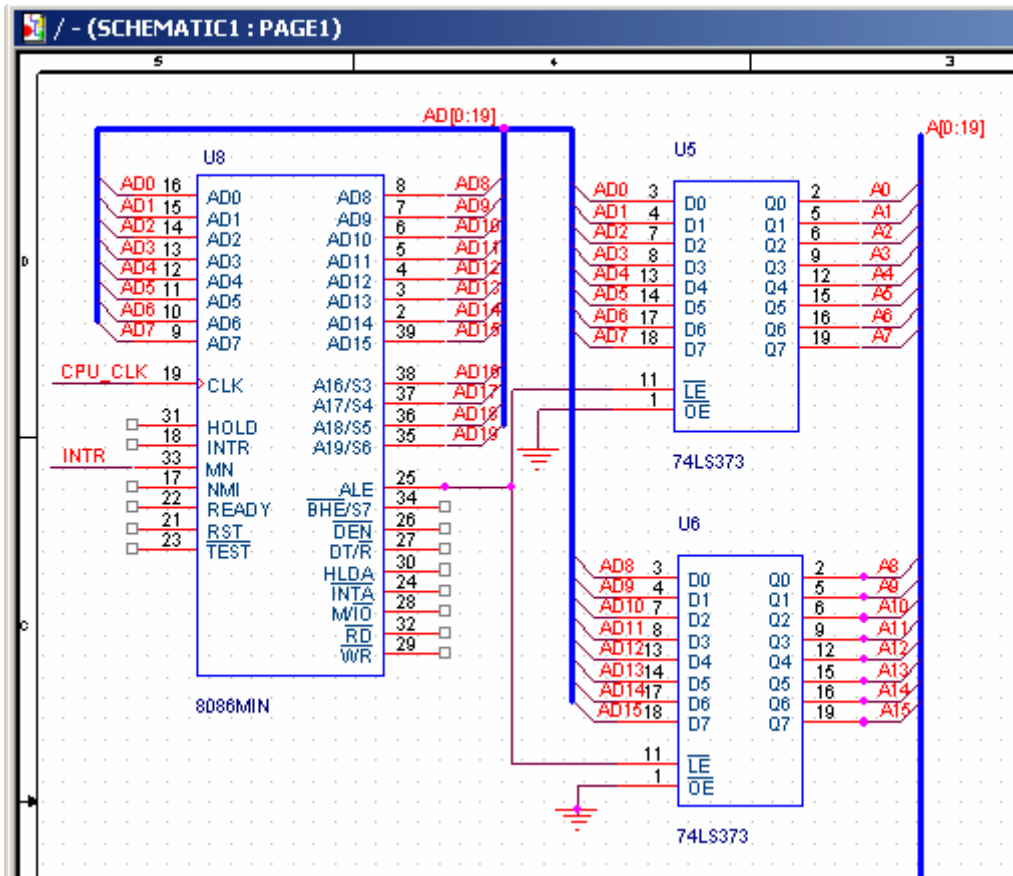 / - (SCHEMATIC1 : PAGE1)
5 4 3
AD[0:19]
A[0:19]
D
C
U8
AD0 16 AD0 AD8 8 AD8
AD1 15 AD1 AD9 7 AD9
AD2 14 AD2 AD10 6 AD10
AD3 13 AD3 AD11 5 AD11
AD4 12 AD4 AD12 4 AD12
AD5 11 AD5 AD13 3 AD13
AD6 10 AD6 AD14 2 AD14
AD7 9 AD7 AD15 39 AD15
CPU_CLK 19 CLK A16/S3 38 AD16
A17/S4 37 AD17
31 HOLD A18/S5 36 AD18
18 INTR A19/S6 35 AD19
INTR 33 MN
17 NMI ALE 25
22 READY BHE/S7 34
21 RST DEN 26
23 TEST DT/R 27
HLDA 30
INTA 24
M/IO 28
RD 32
WR 29
8086MIN
U5
AD0 3 D0 Q0 2 A0
AD1 4 D1 Q1 5 A1
AD2 7 D2 Q2 6 A2
AD3 8 D3 Q3 9 A3
AD4 13 D4 Q4 12 A4
AD5 14 D5 Q5 15 A5
AD6 17 D6 Q6 16 A6
AD7 18 D7 Q7 19 A7
11 LE
1 OE
74LS373
U6
AD8 3 D0 Q0 2 A8
AD9 4 D1 Q1 5 A9
AD10 7 D2 Q2 6 A10
AD11 8 D3 Q3 9 A11
AD12 13 D4 Q4 12 A12
AD13 14 D5 Q5 15 A13
AD14 17 D6 Q6 16 A14
AD15 18 D7 Q7 19 A15
11 LE
1 OE
74LS373